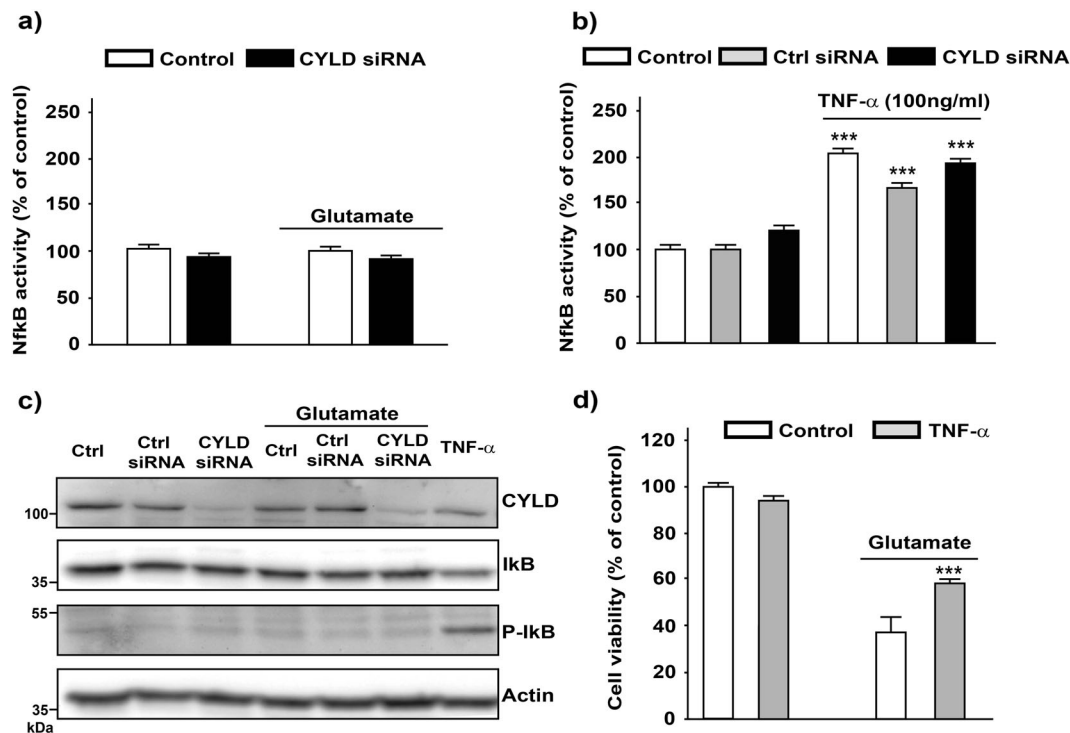 a)
Control CYLD siRNA
NfkB activity (% of control)
250
200
150
100
50
0
Glutamate
b)
Control Ctrl siRNA CYLD siRNA
TNF-α (100ng/ml)
NfkB activity (% of control)
250
200
150
100
50
0
***
***
***
c)
Glutamate
Ctrl Ctrl siRNA CYLD siRNA Ctrl Ctrl siRNA CYLD siRNA TNF-α
100 CYLD
35 IkB
55 P-IkB
35 Actin
kDa
d)
Control TNF-α
Cell viability (% of control)
120
100
80
60
40
20
0
Glutamate
***